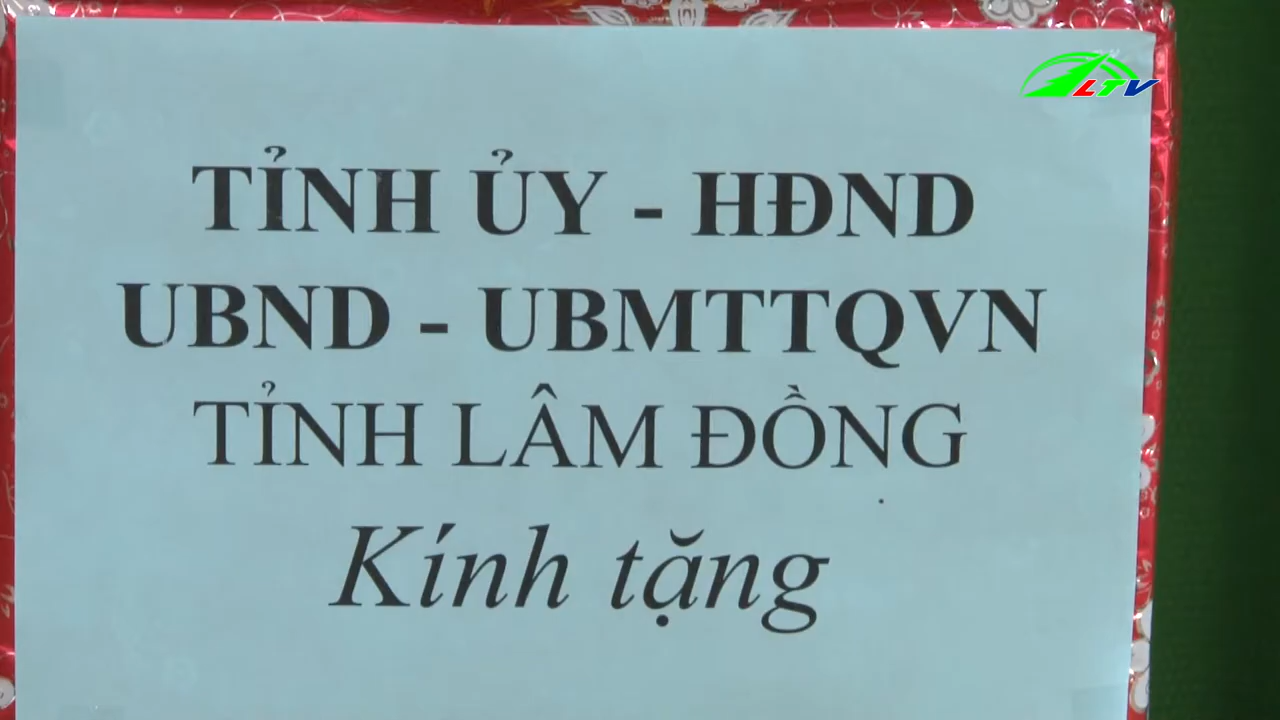 LTV
TỈNH ỦY - HĐND
UBND - UBMTTQVN
TỈNH LÂM ĐỒNG
Kính tặng